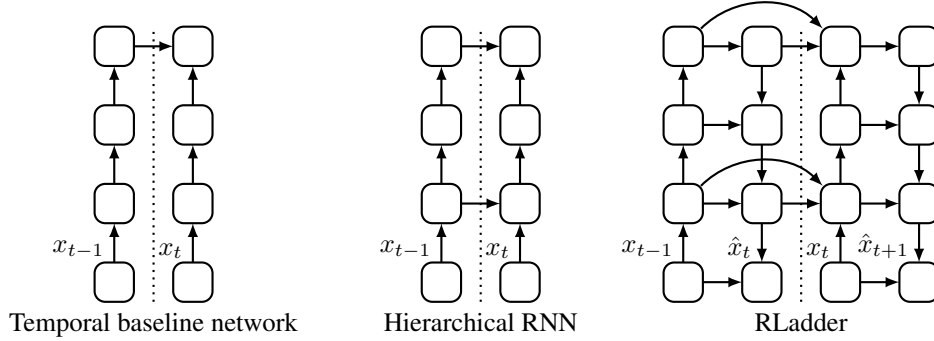 x_{t−1} x_t
x_{t−1} x_t
x_{t−1} x̂_t x_t x̂_{t+1}
Temporal baseline network
Hierarchical RNN
RLadder